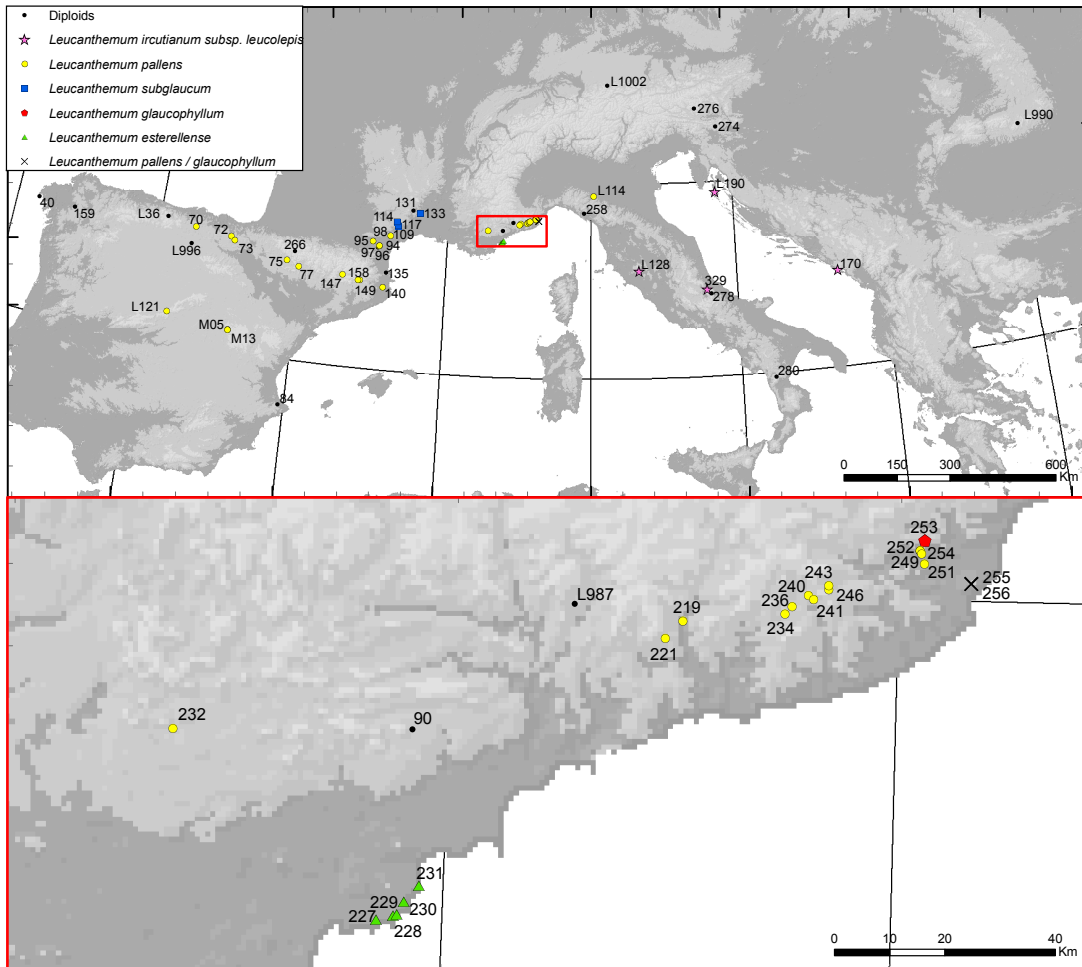 Diploids
Leucanthemum ircutianum subsp. leucolepis
Leucanthemum pallens
Leucanthemum subglaucum
Leucanthemum glaucophyllum
Leucanthemum esterellense
Leucanthemum pallens / glaucophyllum
L1002
276
274
L990
L190
L114
258
131
133
114
117
109
98
95
94
97
96
40
159
L36
70
L996
72
73
266
75
77
158
135
147
149
140
L121
M05
M13
84
L128
329
278
170
280
0 150 300 600
Km
253
252
254
249
251
255
256
243
240
246
236
241
234
L987
219
221
232
90
231
229
230
227
228
0 10 20 40
Km